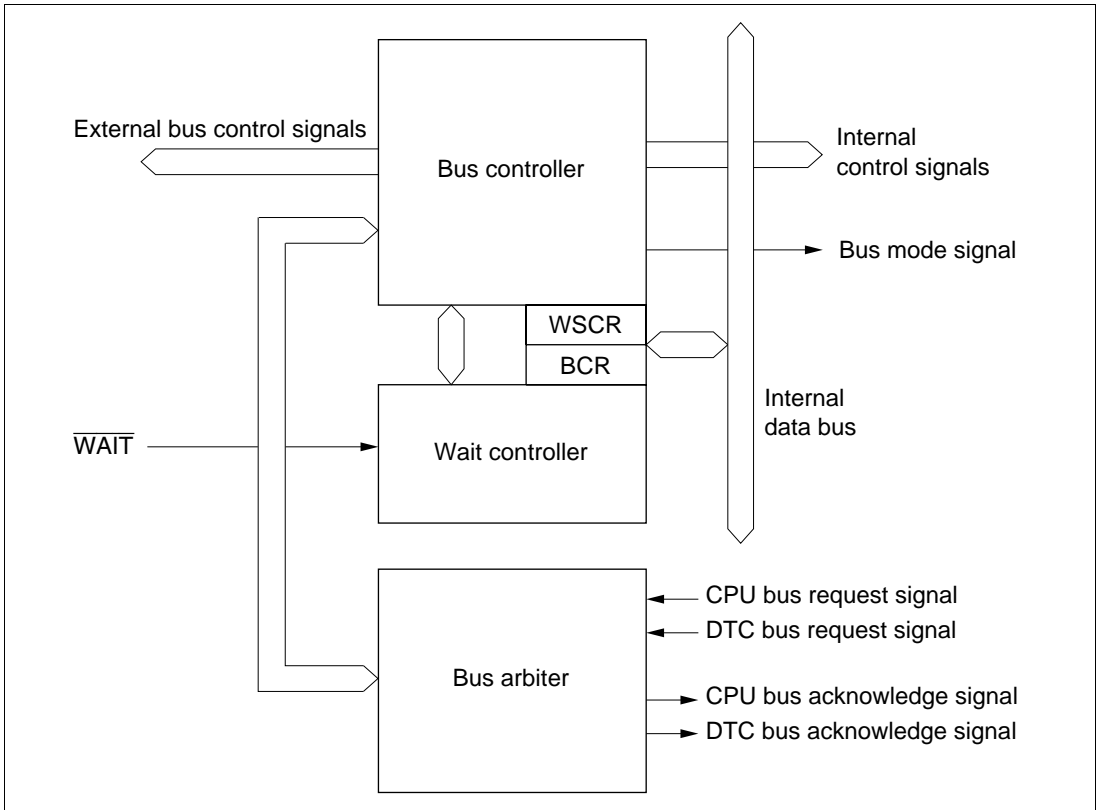 External bus control signals
Bus controller
Internal
control signals
Bus mode signal
WSCR
BCR
Internal
data bus
WAIT
Wait controller
CPU bus request signal
DTC bus request signal
Bus arbiter
CPU bus acknowledge signal
DTC bus acknowledge signal